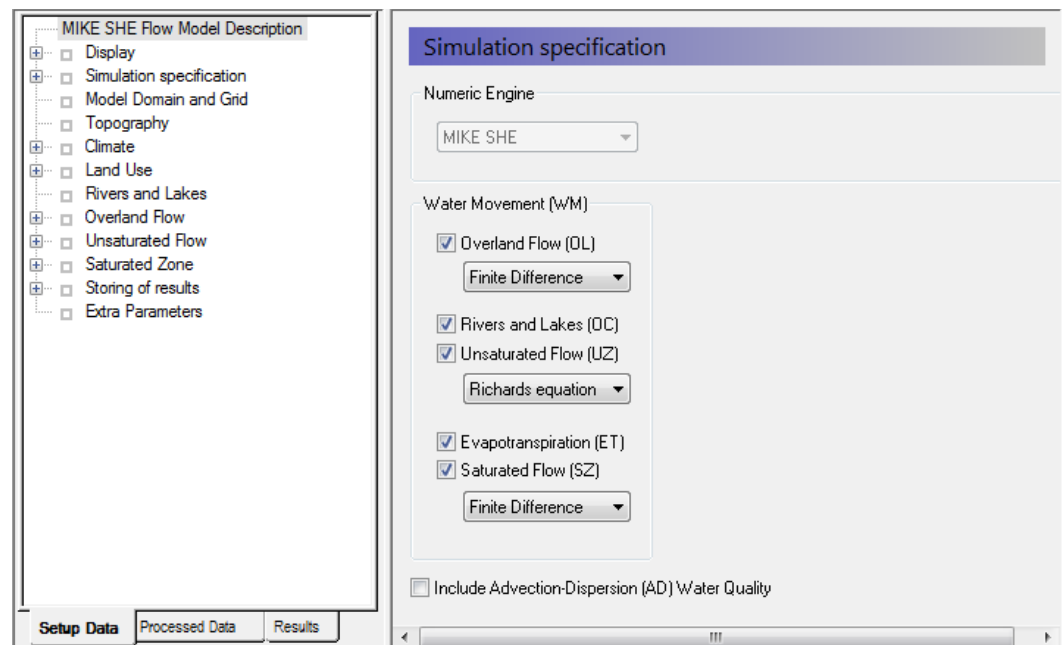 MIKE SHE Flow Model Description
Display
Simulation specification
Model Domain and Grid
Topography
Climate
Land Use
Rivers and Lakes
Overland Flow
Unsaturated Flow
Saturated Zone
Storing of results
Extra Parameters
Setup Data Processed Data Results
Simulation specification
Numeric Engine
MIKE SHE
Water Movement (WM)
Overland Flow (OL)
Finite Difference
Rivers and Lakes (OC)
Unsaturated Flow (UZ)
Richards equation
Evapotranspiration (ET)
Saturated Flow (SZ)
Finite Difference
Include Advection-Dispersion (AD) Water Quality